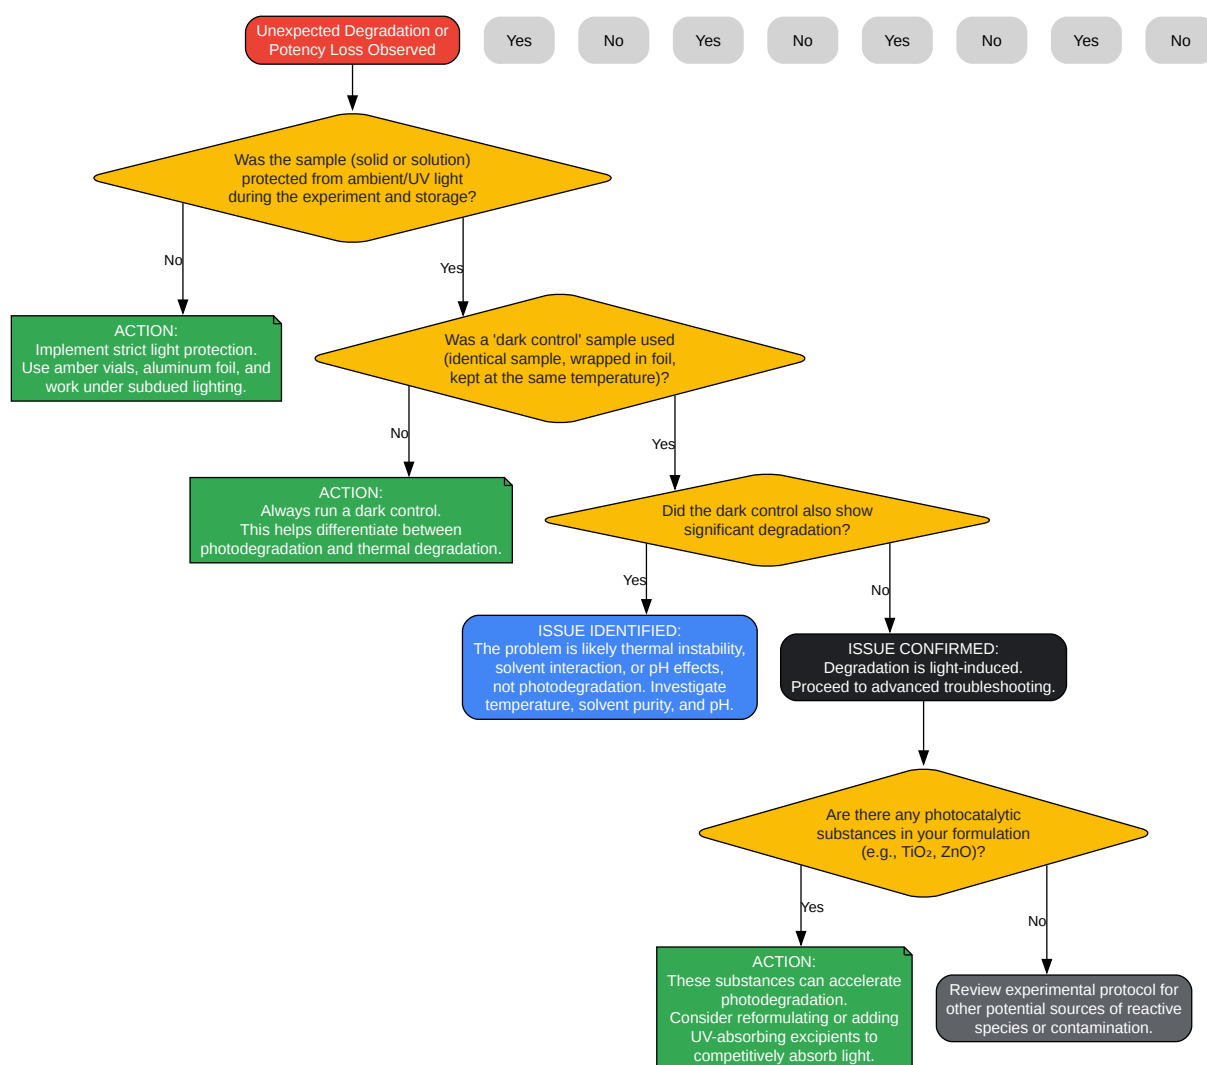 Unexpected Degradation or
Potency Loss Observed
Yes
No
Yes
No
Yes
No
Yes
No
Was the sample (solid or solution)
protected from ambient/UV light
during the experiment and storage?
No
Yes
ACTION:
Implement strict light protection.
Use amber vials, aluminum foil, and
work under subdued lighting.
Was a 'dark control' sample used
(identical sample, wrapped in foil,
kept at the same temperature)?
No
Yes
ACTION:
Always run a dark control.
This helps differentiate between
photodegradation and thermal degradation.
Did the dark control also show
significant degradation?
Yes
No
ISSUE IDENTIFIED:
The problem is likely thermal instability,
solvent interaction, or pH effects,
not photodegradation. Investigate
temperature, solvent purity, and pH.
ISSUE CONFIRMED:
Degradation is light-induced.
Proceed to advanced troubleshooting.
Are there any photocatalytic
substances in your formulation
(e.g., TiO₂, ZnO)?
Yes
No
ACTION:
These substances can accelerate
photodegradation.
Consider reformulating or adding
UV-absorbing excipients to
competitively absorb light.
Review experimental protocol for
other potential sources of reactive
species or contamination.